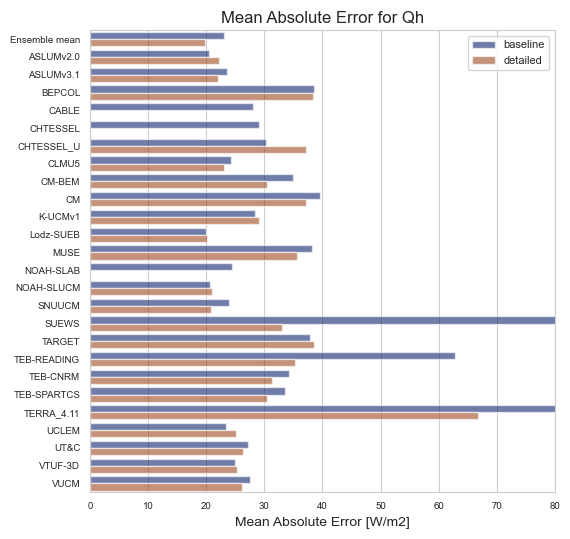 Mean Absolute Error for Qh
baseline
detailed
Ensemble mean
ASLUMv2.0
ASLUMv3.1
BEPCOL
CABLE
CHTESSEL
CHTESSEL_U
CLMU5
CM-BEM
CM
K-UCMv1
Lodz-SUEB
MUSE
NOAH-SLAB
NOAH-SLUCM
SNUUCM
SUEWS
TARGET
TEB-READING
TEB-CNRM
TEB-SPARTCS
TERRA_4.11
UCLEM
UT&C
VTUF-3D
VUCM
0 10 20 30 40 50 60 70 80
Mean Absolute Error [W/m2]